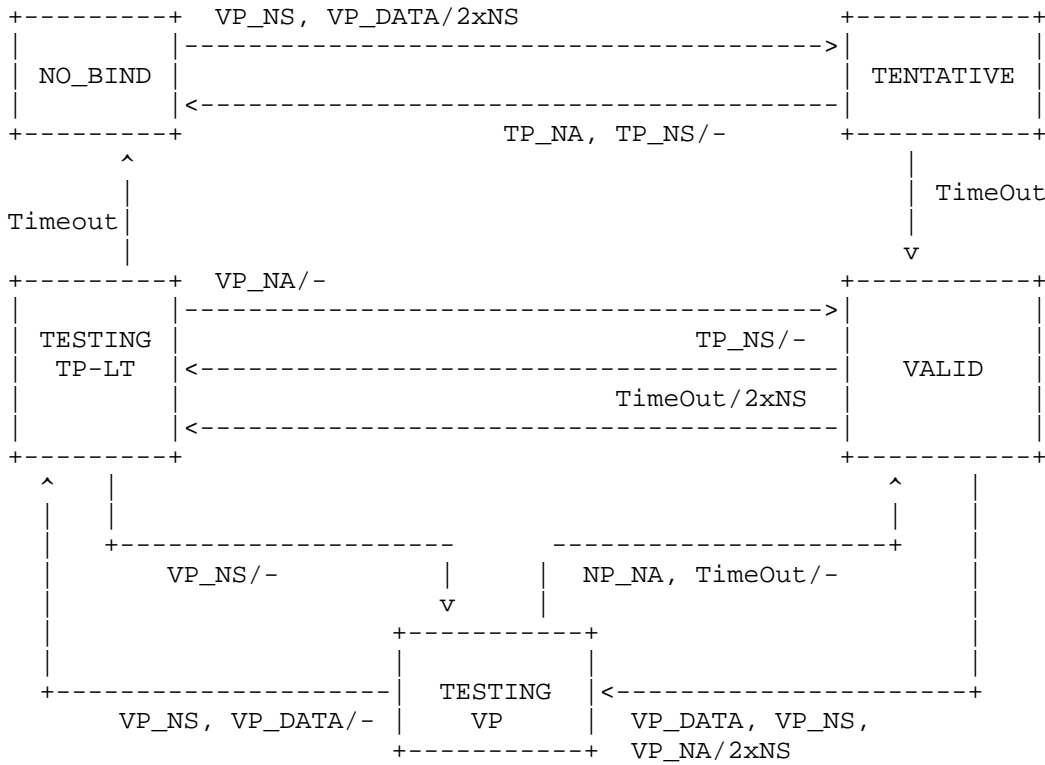 VP_NS, VP_DATA/2xNS
NO_BIND
TENTATIVE
TP_NA, TP_NS/-
TimeOut
Timeout
VP_NA/-
TESTING
TP_NS/-
TP-LT
VALID
TimeOut/2xNS
VP_NS/-
NP_NA, TimeOut/-
TESTING
VP_NS, VP_DATA/-
VP
VP_DATA, VP_NS,
VP_NA/2xNS